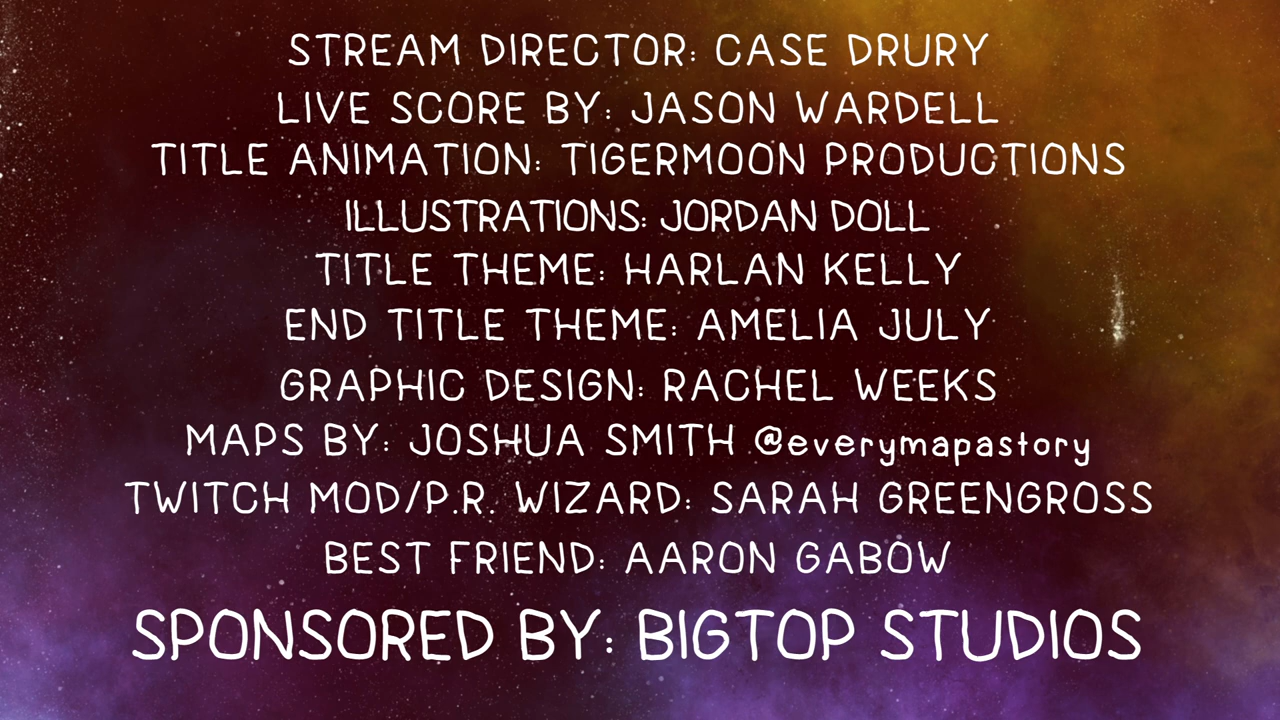 STREAM DIRECTOR: CASE DRURY
LIVE SCORE BY: JASON WARDELL
TITLE ANIMATION: TIGERMOON PRODUCTIONS
ILLUSTRATIONS: JORDAN DOLL
TITLE THEME: HARLAN KELLY
END TITLE THEME: AMELIA JULY
GRAPHIC DESIGN: RACHEL WEEKS
MAPS BY: JOSHUA SMITH @everymapastory
TWITCH MOD/P.R. WIZARD: SARAH GREENGROSS
BEST FRIEND: AARON GABOW
SPONSORED BY: BIGTOP STUDIOS